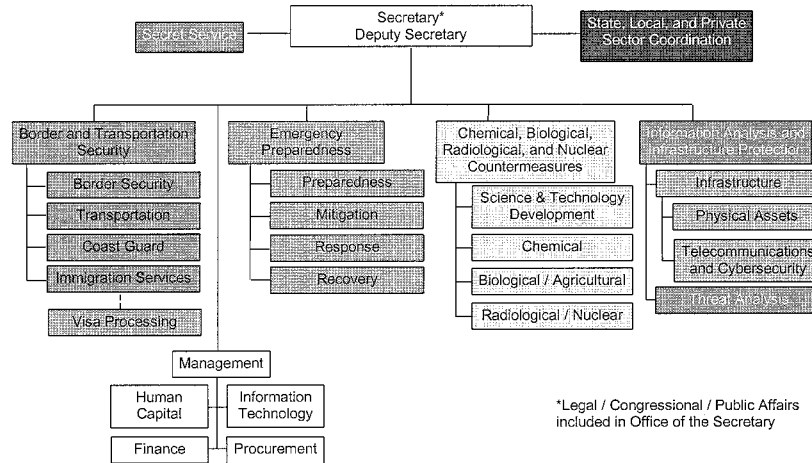 Secretary*
Deputy Secretary
Secret Service
State, Local, and Private
Sector Coordination
Border and Transportation
Security
Border Security
Transportation
Coast Guard
Immigration Services
Visa Processing
Emergency
Preparedness
Preparedness
Mitigation
Response
Recovery
Chemical, Biological,
Radiological, and Nuclear
Countermeasures
Science & Technology
Development
Chemical
Biological / Agricultural
Radiological / Nuclear
Information Analysis and
Infrastructure Protection
Infrastructure
Physical Assets
Telecommunications
and Cybersecurity
Threat Analysis
Management
Human
Capital
Information
Technology
Finance
Procurement
*Legal / Congressional / Public Affairs
included in Office of the Secretary